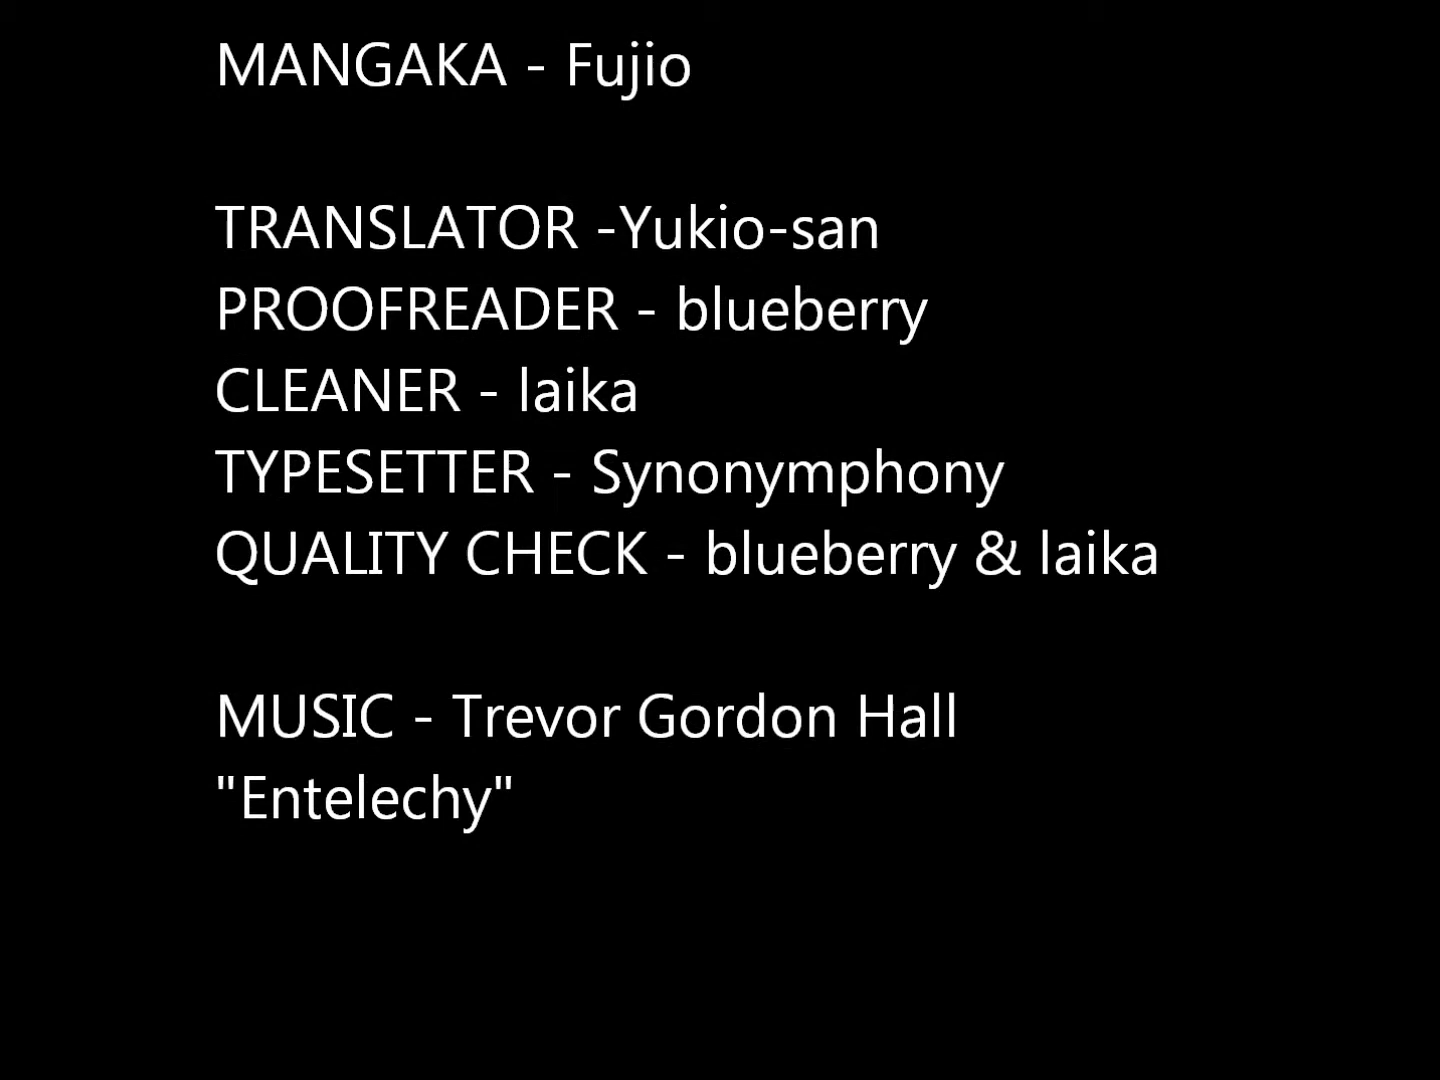 MANGAKA - Fujio
TRANSLATOR -Yukio-san
PROOFREADER - blueberry
CLEANER - laika
TYPESETTER - Synonymphony
QUALITY CHECK - blueberry & laika
MUSIC - Trevor Gordon Hall
"Entelechy"